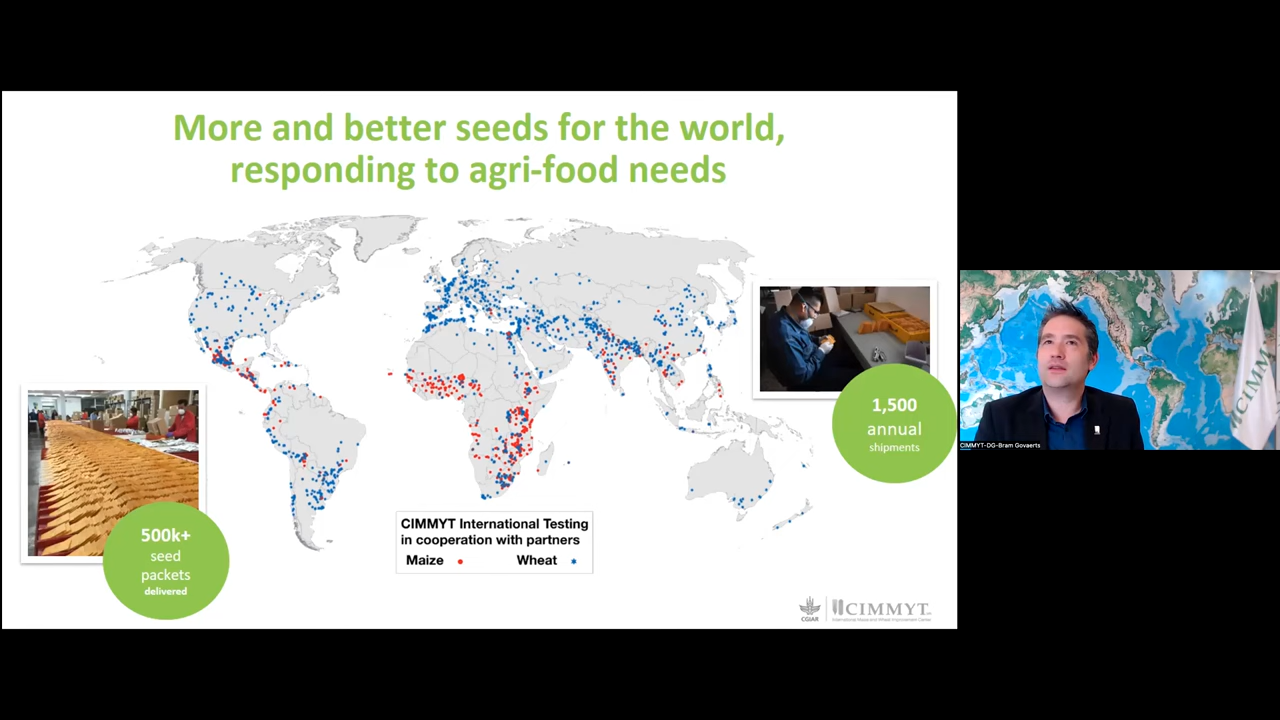 More and better seeds for the world,
responding to agri-food needs
500k+
seed
packets
delivered
CIMMYT International Testing
in cooperation with partners
Maize
Wheat
1,500
annual
shipments
CGIAR
CIMMYT
International Maize and Wheat Improvement Center
CIMMYT-DG-Bram Govaerts
CIMM